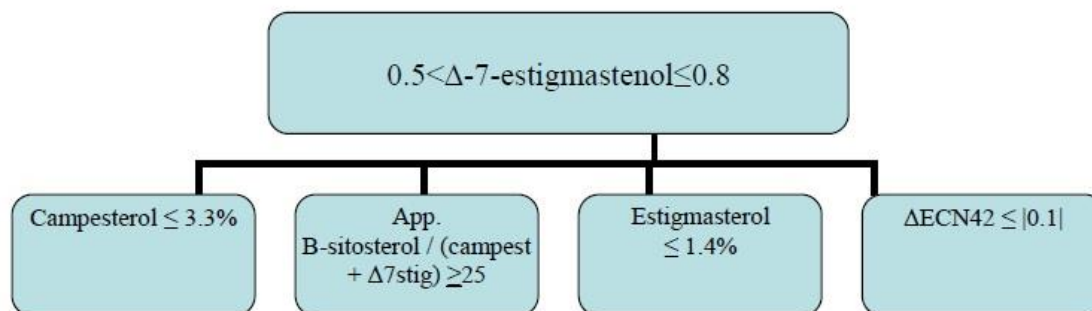 0.5<Δ-7-estigmastenol≤0.8
Campesterol ≤ 3.3%
App.
B-sitosterol / (campest
+ Δ7stig) ≥25
Estigmasterol
≤ 1.4%
ΔECN42 ≤ |0.1|